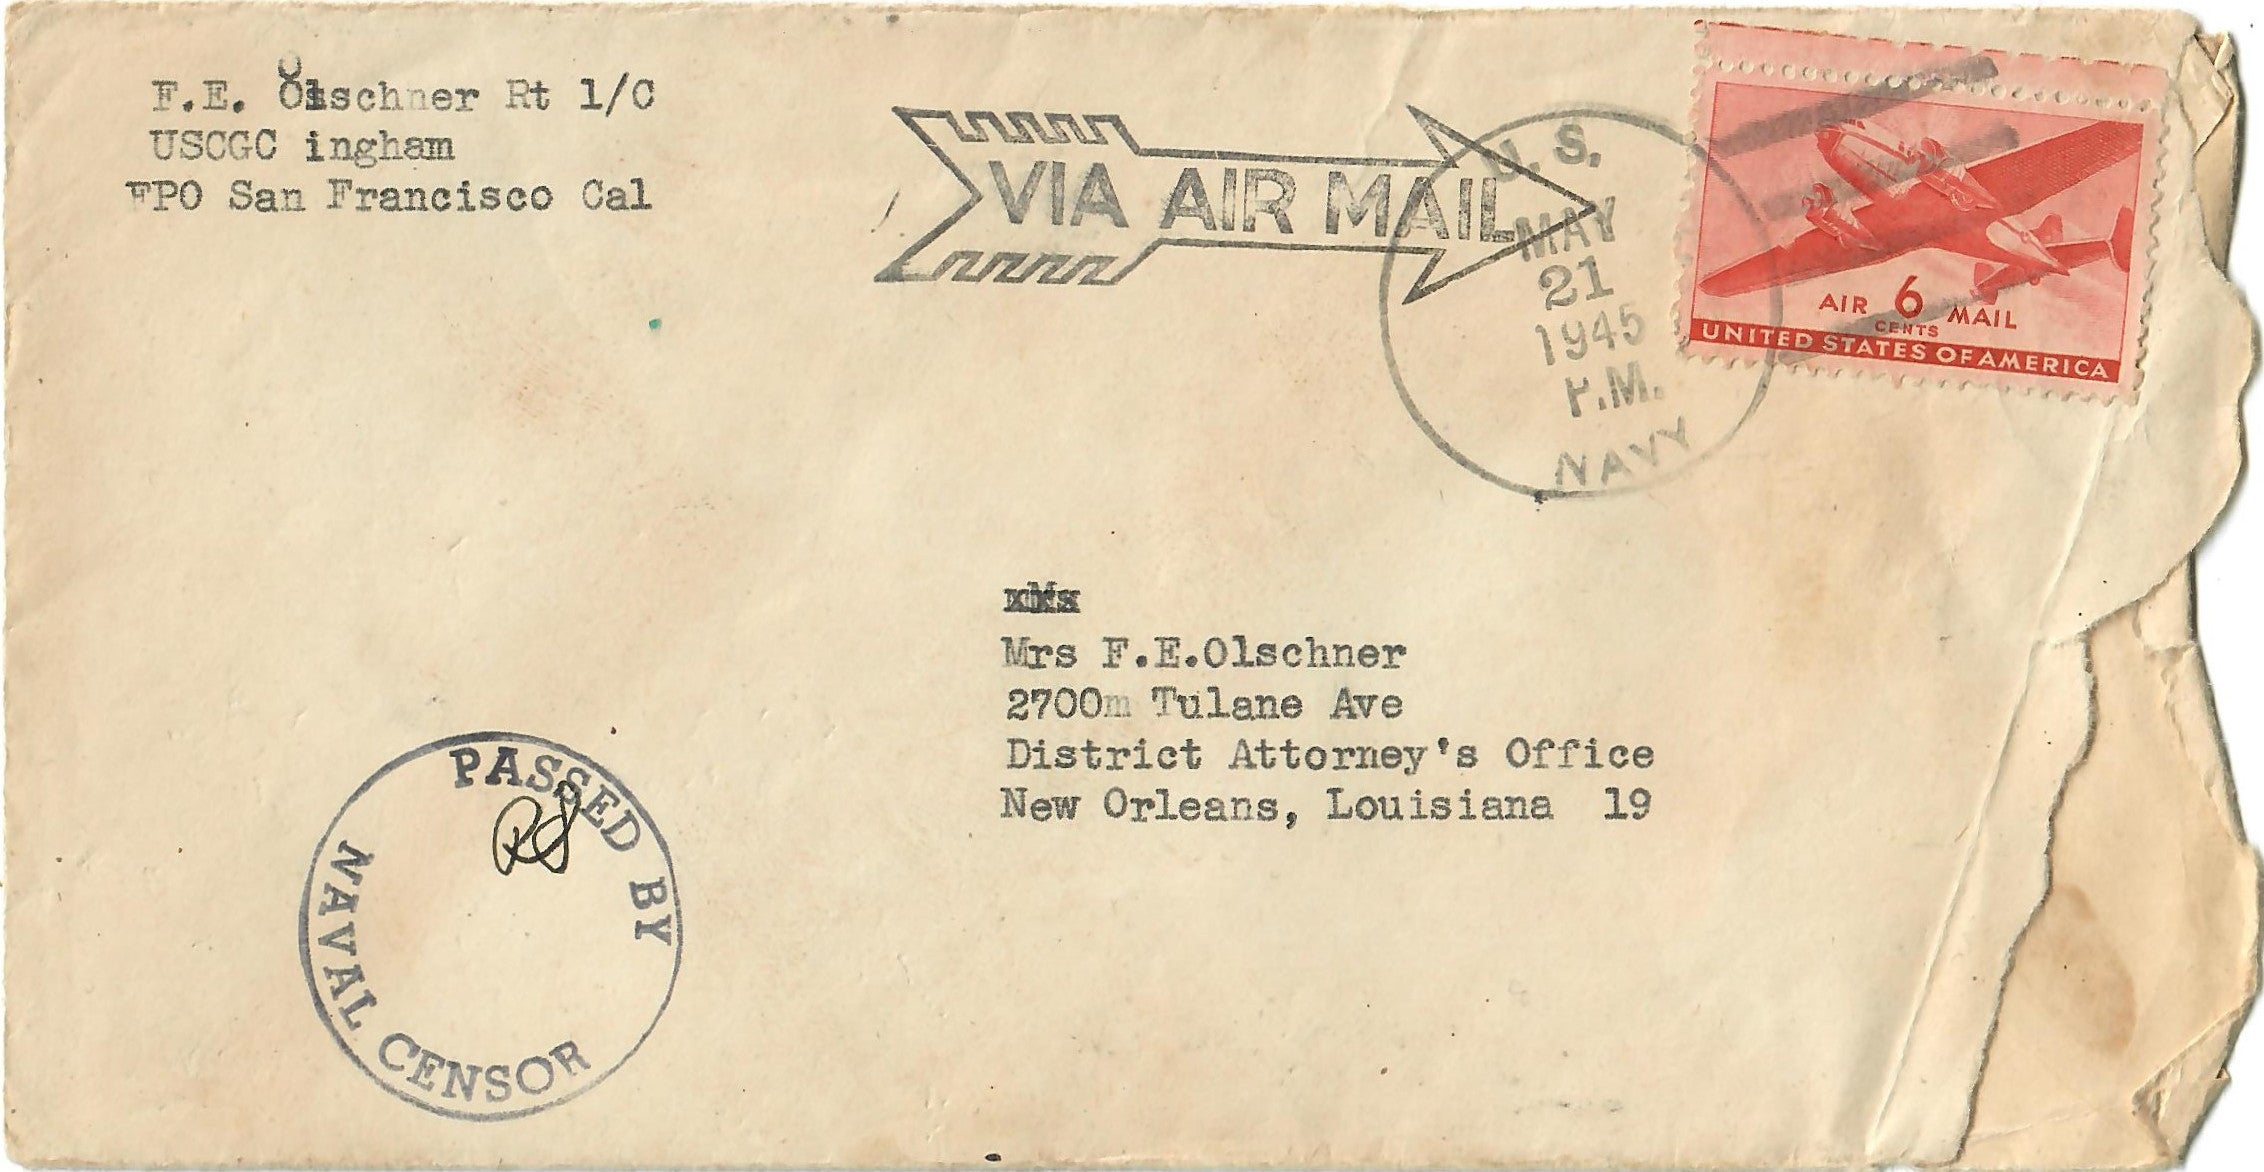 F.E. Olschner Rt 1/C
USCGC ingham
FPO San Francisco Cal
VIA AIR MAIL
U.S.
MAY
21
1945
P.M.
NAVY
AIR 6 MAIL
CENTS
UNITED STATES OF AMERICA
Mrs F.E.Olschner
2700m Tulane Ave
District Attorney's Office
New Orleans, Louisiana 19
PASSED BY
NAVAL CENSOR